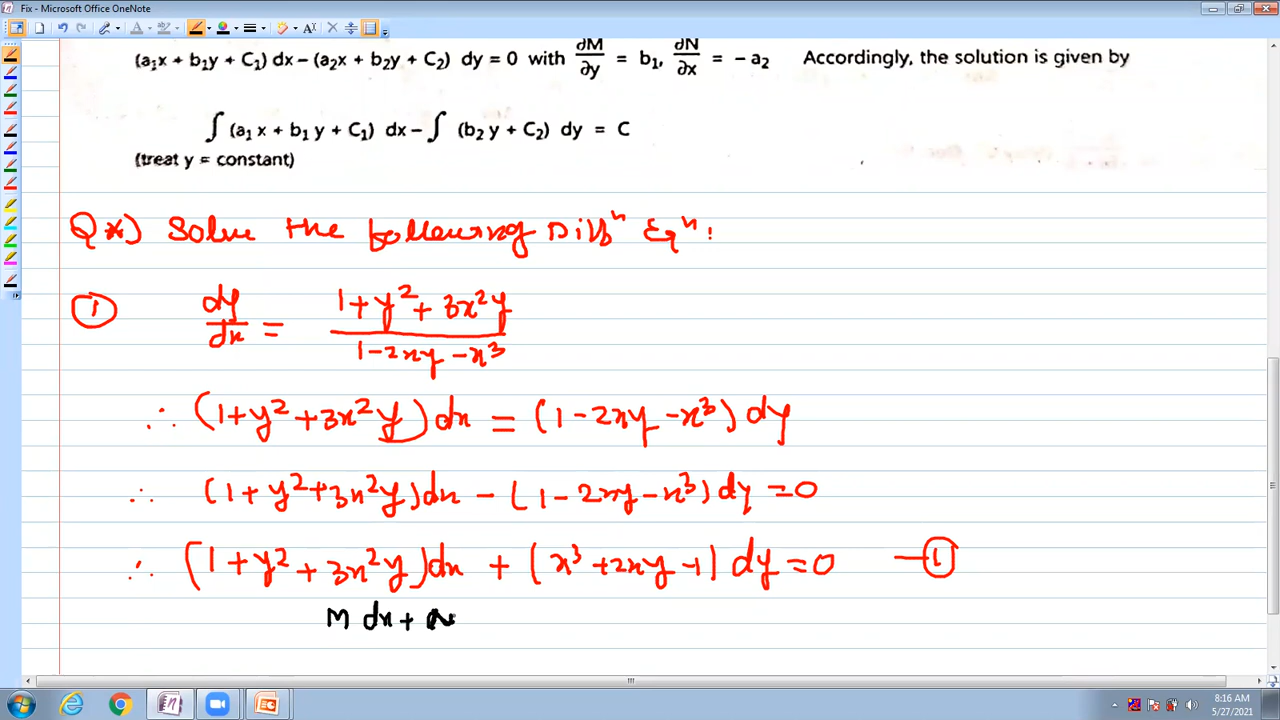 Fix - Microsoft Office OneNote
(a₁x + b₁y + C₁) dx – (a₂x + b₂y + C₂) dy = 0 with ∂M/∂y = b₁, ∂N/∂x = – a₂ Accordingly, the solution is given by
∫ (a₁ x + b₁ y + C₁) dx – ∫ (b₂ y + C₂) dy = C
(treat y = constant)
Q*) Solve the following Diffⁿ Eqⁿ :
① dy/dx = (1+y²+3x²y)/(1-2xy-x³)
∴ (1+y²+3x²y)dx = (1-2xy-x³) dy
∴ (1+y²+3x²y)dx - (1-2xy-x³) dy = 0
∴ (1+y²+3x²y)dx + (x³+2xy-1) dy = 0 —①
M dx + N
8:16 AM
5/27/2021